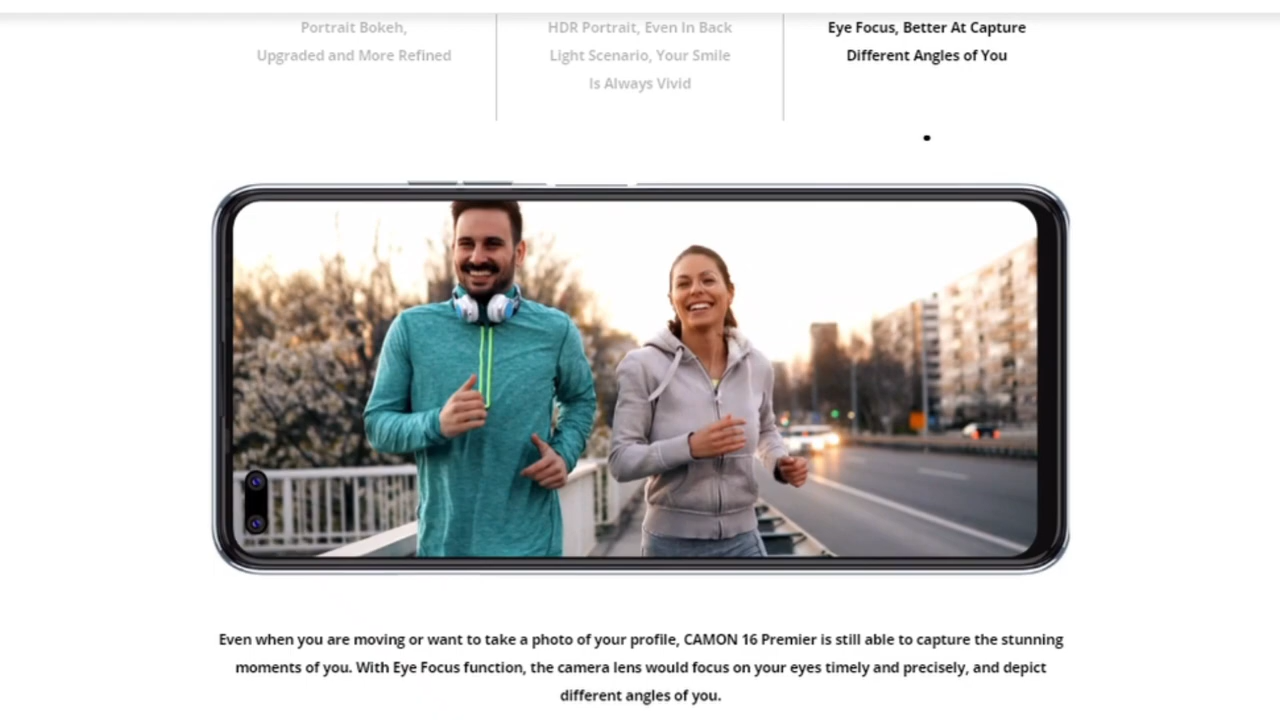 Portrait Bokeh,
Upgraded and More Refined
HDR Portrait, Even In Back
Light Scenario, Your Smile
Is Always Vivid
Eye Focus, Better At Capture
Different Angles of You
Even when you are moving or want to take a photo of your profile, CAMON 16 Premier is still able to capture the stunning
moments of you. With Eye Focus function, the camera lens would focus on your eyes timely and precisely, and depict
different angles of you.